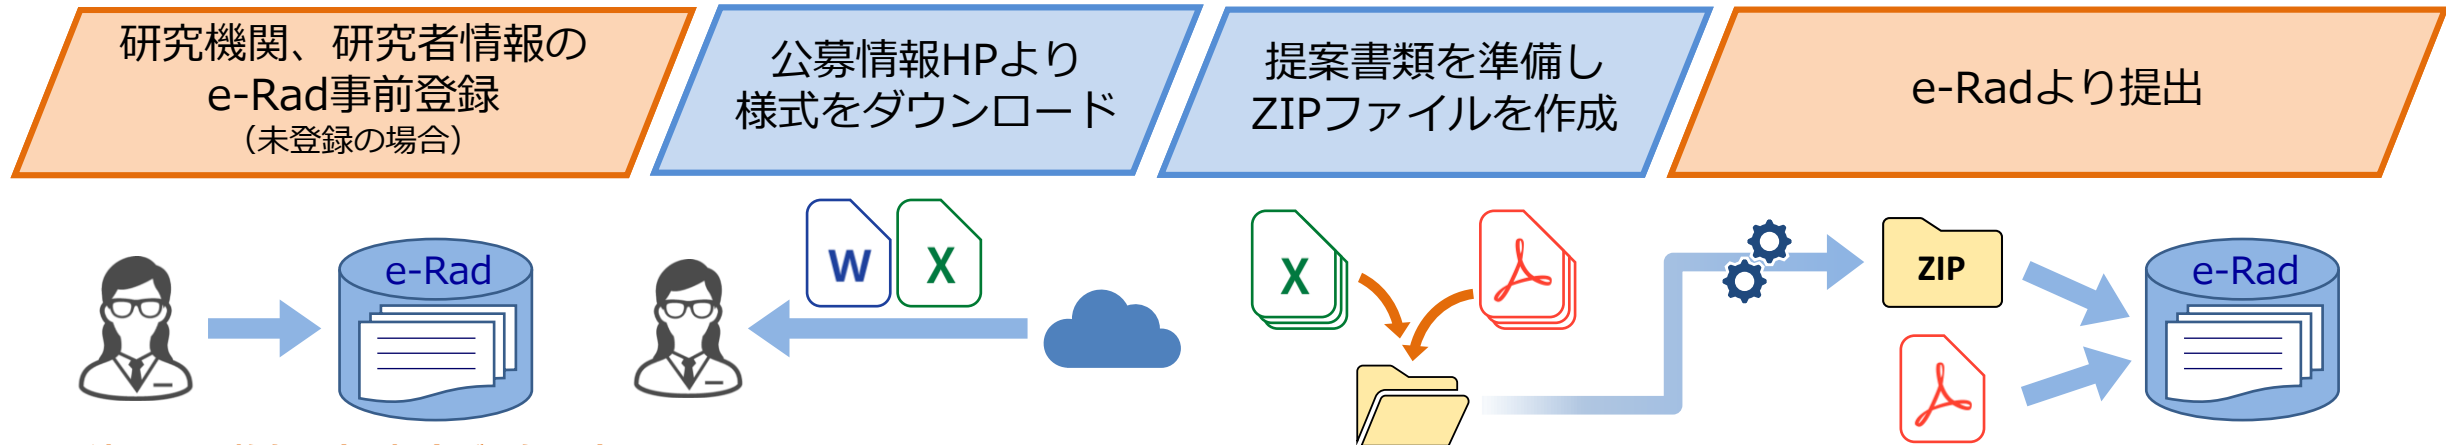 研究機関、研究者情報の
e-Rad事前登録
（未登録の場合）
公募情報HPより
様式をダウンロード
提案書類を準備し
ZIPファイルを作成
e-Radより提出
e-Rad
W
X
X
ZIP
e-Rad